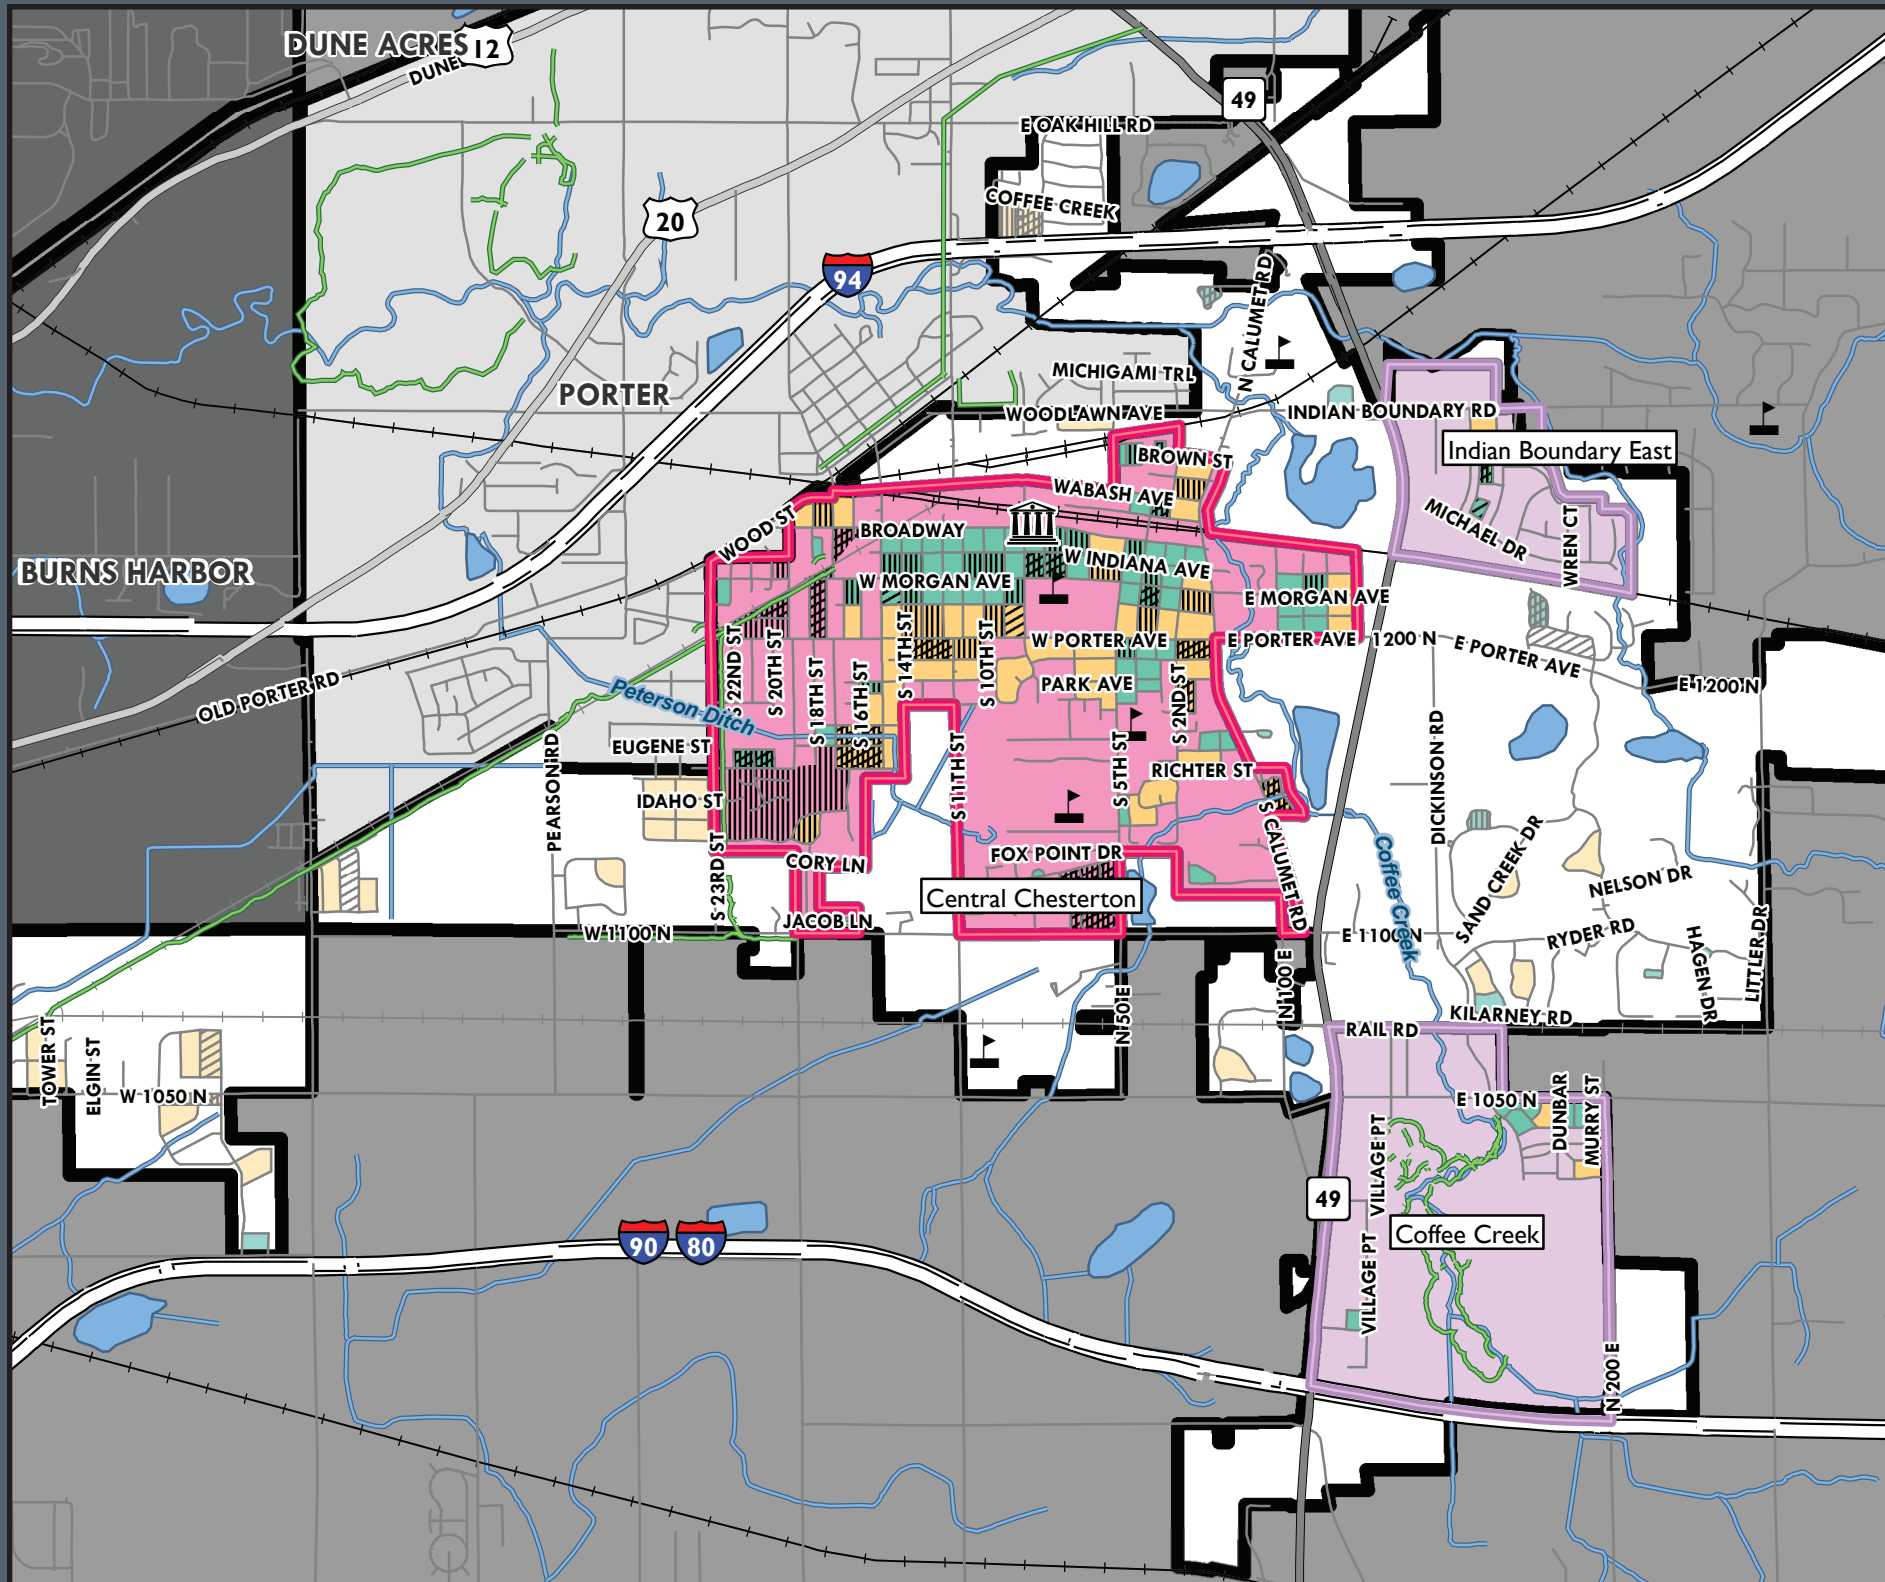 DUNE ACRES
12
DUNES
49
E OAK HILL RD
COFFEE CREEK
20
94
N CALUMET RD
MICHIGAMI TRL
PORTER
WOODLAWN AVE
INDIAN BOUNDARY RD
Indian Boundary East
BROWN ST
WABASH AVE
WOOD ST
BROADWAY
MICHAEL DR
WREN CT
W INDIANA AVE
BURNS HARBOR
W MORGAN AVE
E MORGAN AVE
W PORTER AVE
E PORTER AVE
1200 N
E PORTER AVE
S 22ND ST
S 20TH ST
S 18TH ST
S 16TH ST
S 14TH ST
S 10TH ST
PARK AVE
S 2ND ST
E 1200 N
OLD PORTER RD
Peterson Ditch
EUGENE ST
PEARSON RD
IDAHO ST
S 11TH ST
S 5TH ST
RICHTER ST
DICKINSON RD
S CALUMET RD
Coffee Creek
SAND CREEK DR
NELSON DR
CORY LN
FOX POINT DR
S 23RD ST
Central Chesterton
JACOB LN
W 1100 N
E 1100 N
RYDER RD
HAGEN DR
LITTLER DR
N 100 E
N 50 E
KILARNEY RD
RAIL RD
TOWER ST
ELGIN ST
W 1050 N
E 1050 N
DUNBAR
MURRY ST
VILLAGE PT
49
Coffee Creek
90
80
VILLAGE PT
N 200 E